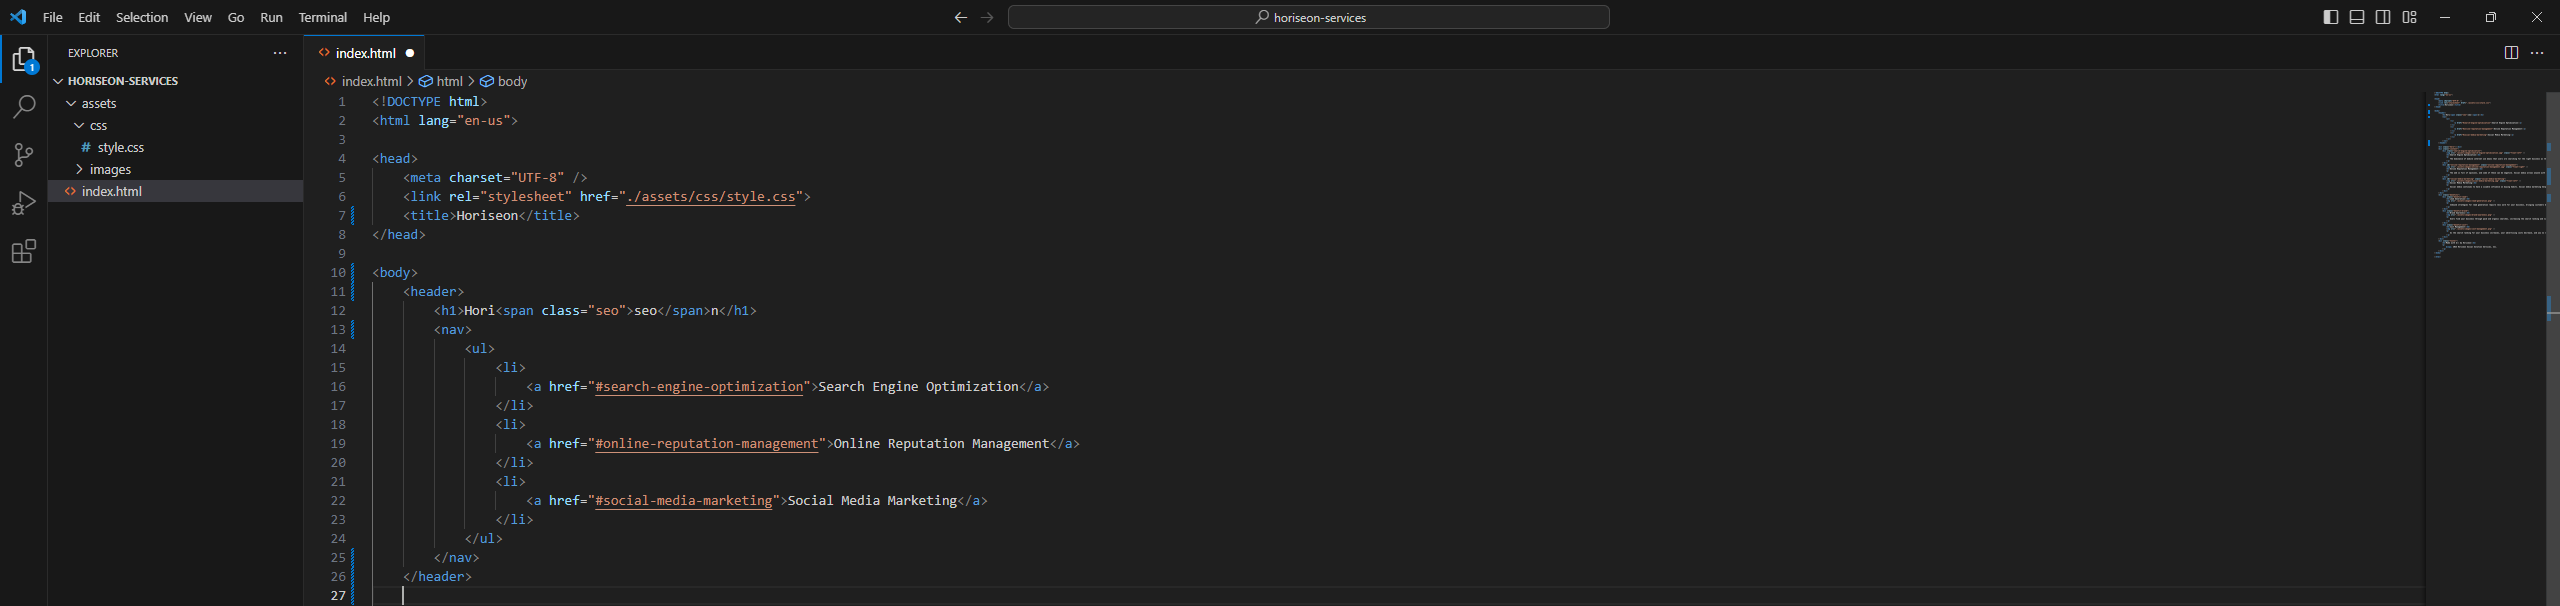 File Edit Selection View Go Run Terminal Help
horiseon-services
EXPLORER
HORISEON-SERVICES
assets
css
# style.css
images
index.html
1
index.html
index.html > html > body
1 <!DOCTYPE html>
2 <html lang="en-us">
3
4 <head>
5 <meta charset="UTF-8" />
6 <link rel="stylesheet" href="./assets/css/style.css">
7 <title>Horiseon</title>
8 </head>
9
10 <body>
11 <header>
12 <h1>Hori<span class="seo">seo</span>n</h1>
13 <nav>
14 <ul>
15 <li>
16 <a href="#search-engine-optimization">Search Engine Optimization</a>
17 </li>
18 <li>
19 <a href="#online-reputation-management">Online Reputation Management</a>
20 </li>
21 <li>
22 <a href="#social-media-marketing">Social Media Marketing</a>
23 </li>
24 </ul>
25 </nav>
26 </header>
27